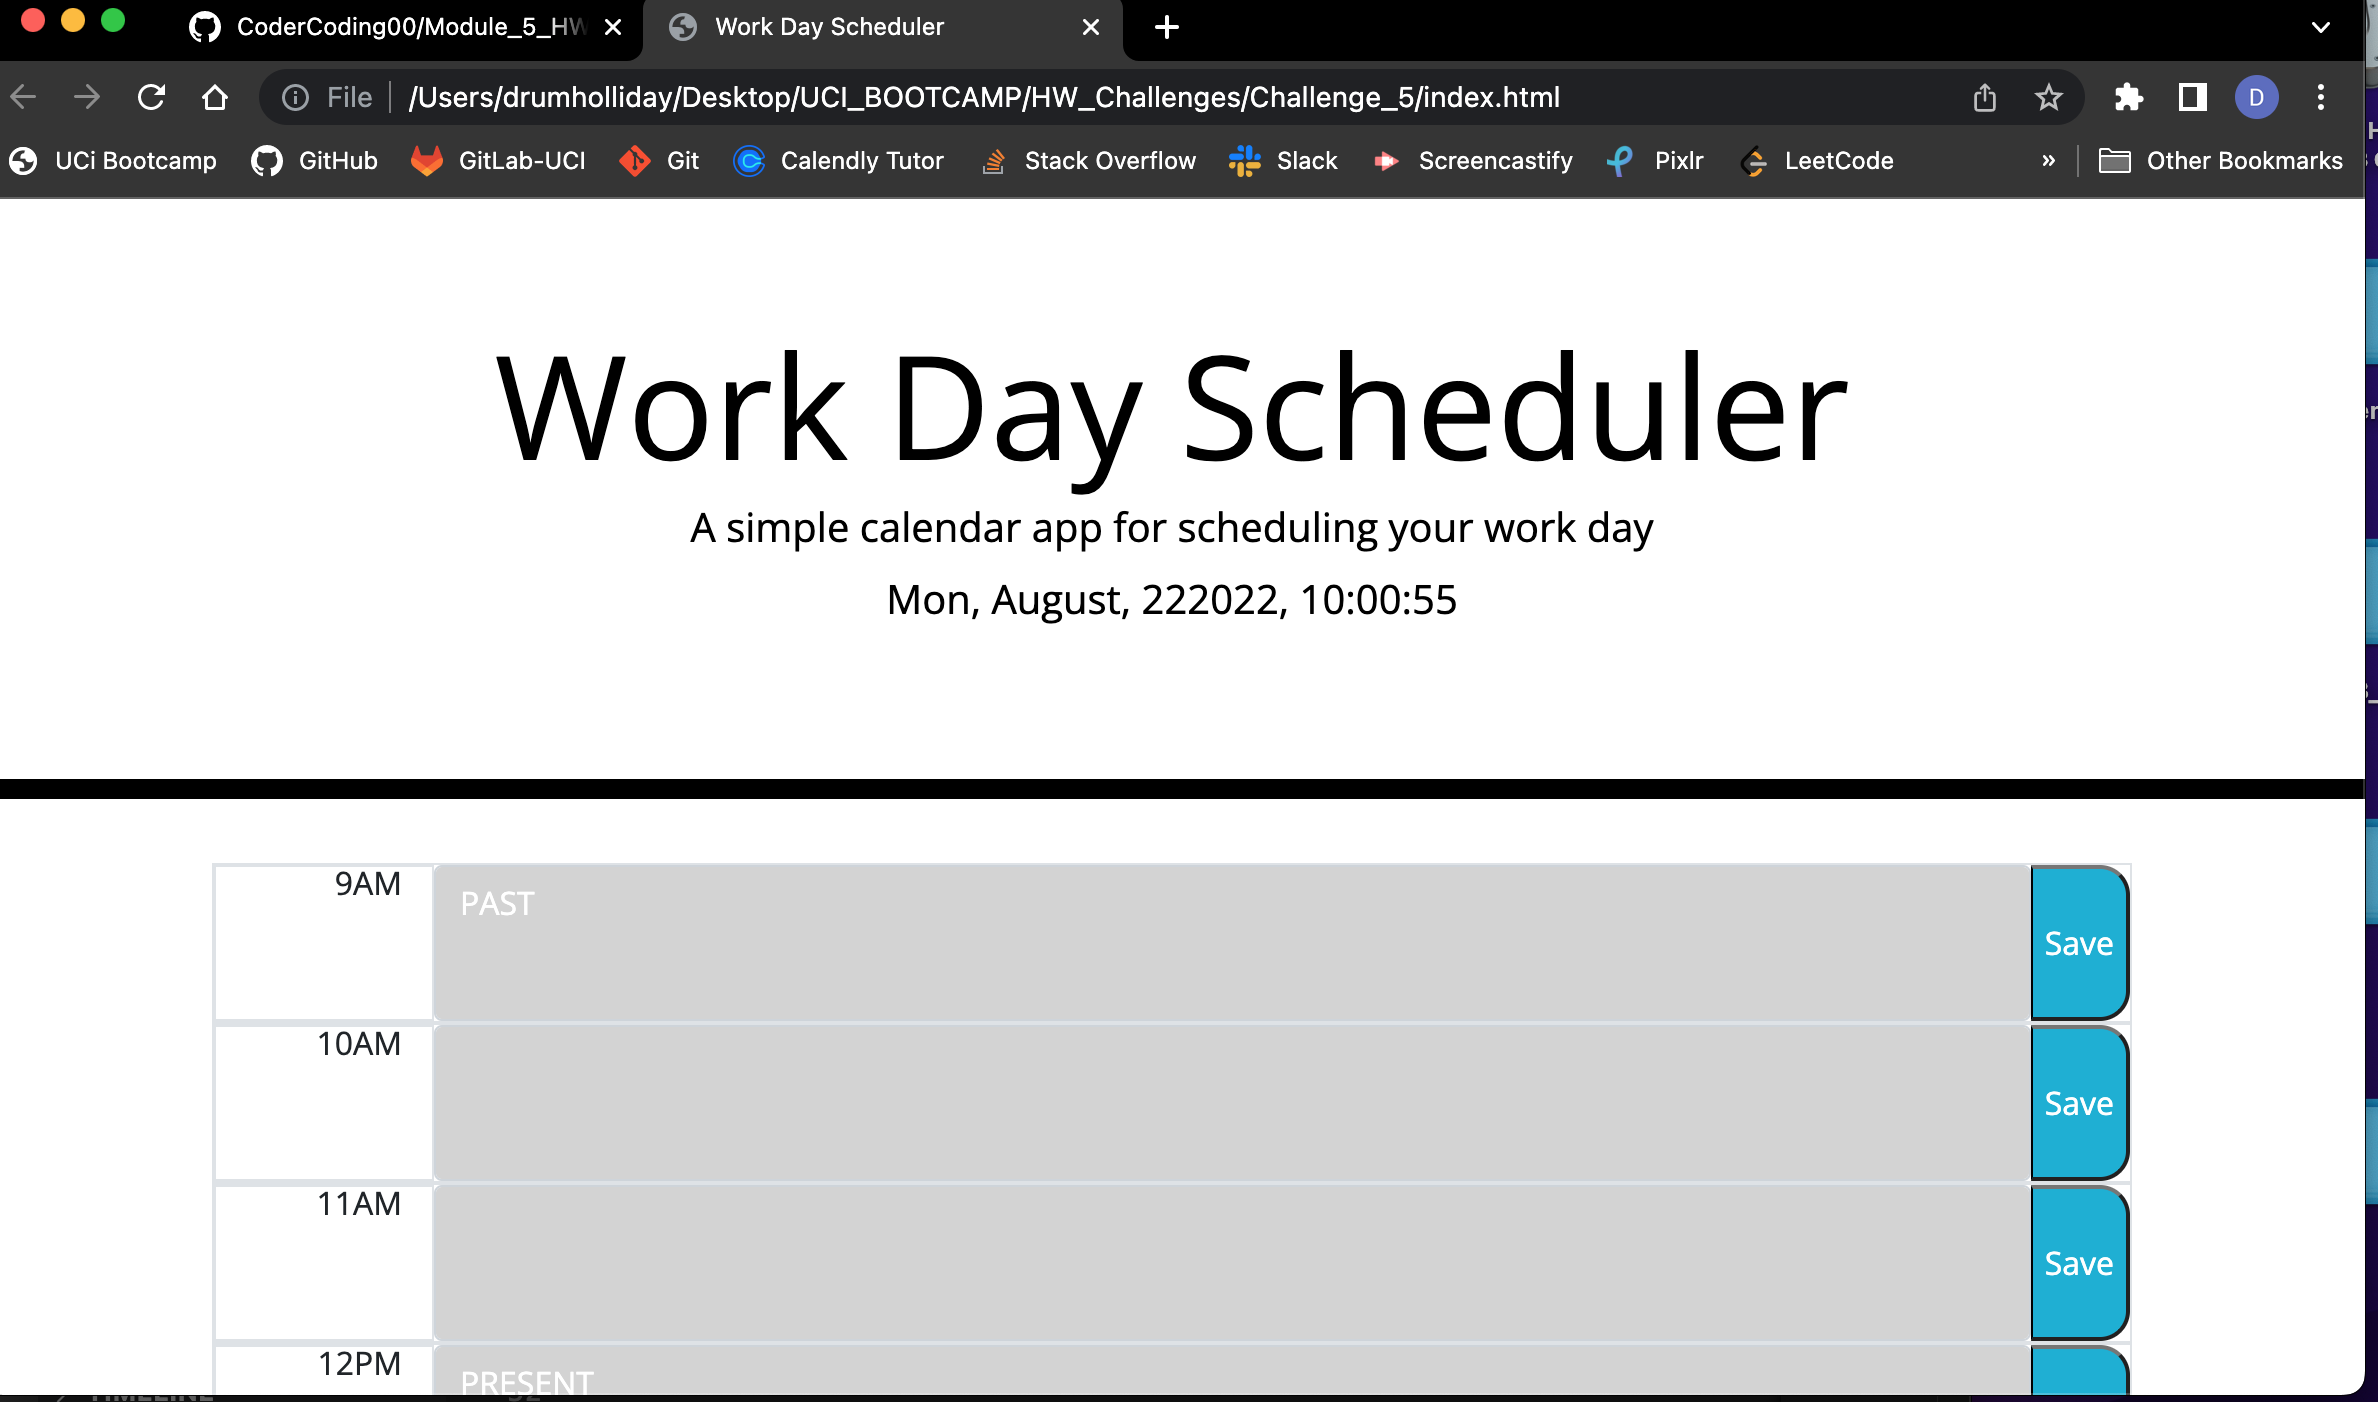 CoderCoding00/Module_5_HW
Work Day Scheduler
File /Users/drumholliday/Desktop/UCI_BOOTCAMP/HW_Challenges/Challenge_5/index.html
D
UCi Bootcamp GitHub GitLab-UCI Git Calendly Tutor Stack Overflow Slack Screencastify Pixlr LeetCode » Other Bookmarks
Work Day Scheduler
A simple calendar app for scheduling your work day
Mon, August, 222022, 10:00:55
9AM PAST Save
10AM Save
11AM Save
12PM PRESENT